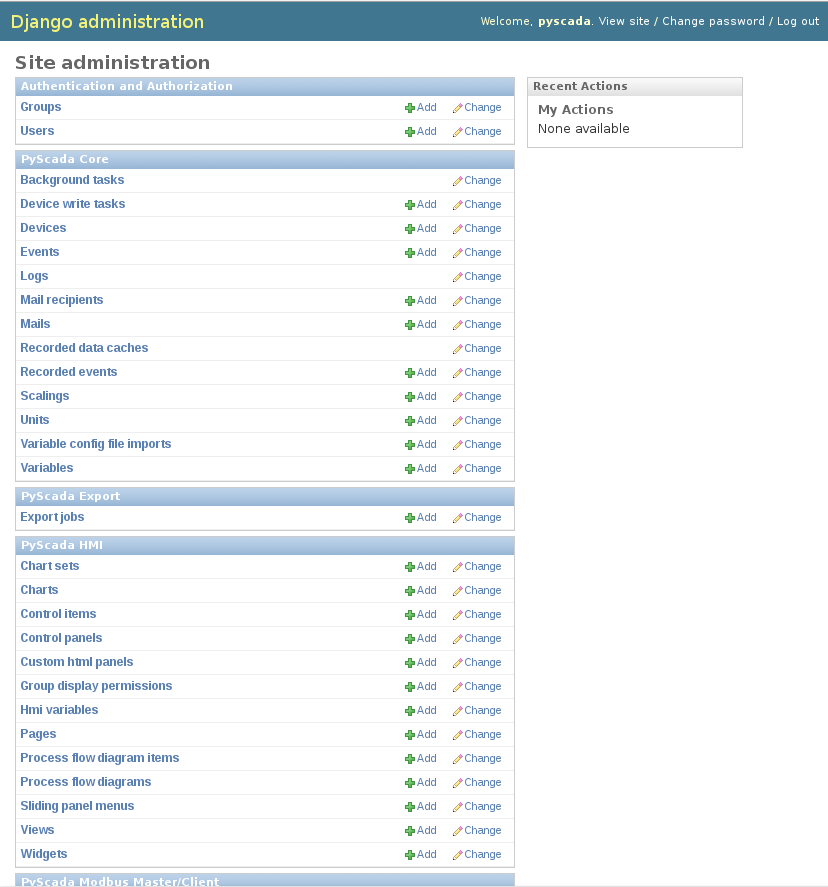 Django administration
Welcome, pyscada. View site / Change password / Log out
Site administration
Authentication and Authorization
Groups Add Change
Users Add Change
PyScada Core
Background tasks Change
Device write tasks Add Change
Devices Add Change
Events Add Change
Logs Change
Mail recipients Add Change
Mails Add Change
Recorded data caches Change
Recorded events Add Change
Scalings Add Change
Units Add Change
Variable config file imports Add Change
Variables Add Change
PyScada Export
Export jobs Add Change
PyScada HMI
Chart sets Add Change
Charts Add Change
Control items Add Change
Control panels Add Change
Custom html panels Add Change
Group display permissions Add Change
Hmi variables Add Change
Pages Add Change
Process flow diagram items Add Change
Process flow diagrams Add Change
Sliding panel menus Add Change
Views Add Change
Widgets Add Change
PyScada Modbus Master/Client
Recent Actions
My Actions
None available